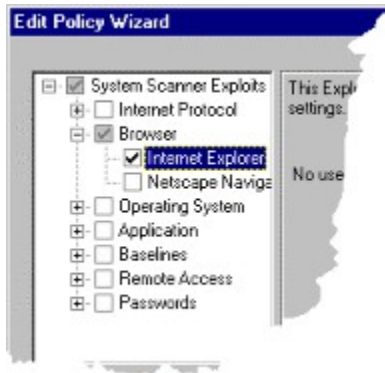 Edit Policy Wizard
System Scanner Exploits
Internet Protocol
Browser
Internet Explorer
Netscape Naviga
Operating System
Application
Baselines
Remote Access
Passwords
This Expl
settings.
No use